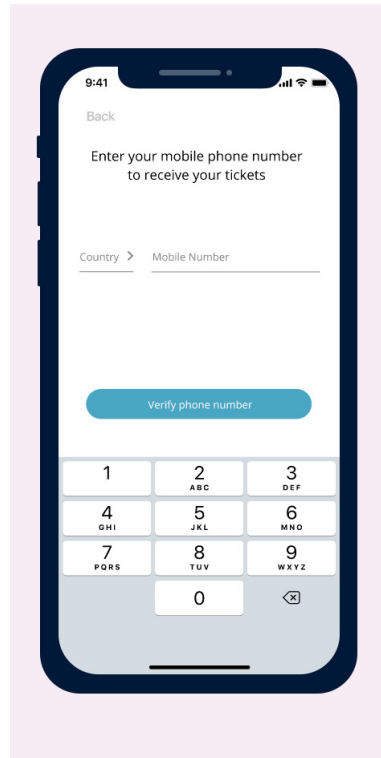 9:41
Back
Enter your mobile phone number
to receive your tickets
Country > Mobile Number
Verify phone number
1 2 3
ABC DEF
4 5 6
GHI JKL MNO
7 8 9
PQRS TUV WXYZ
0